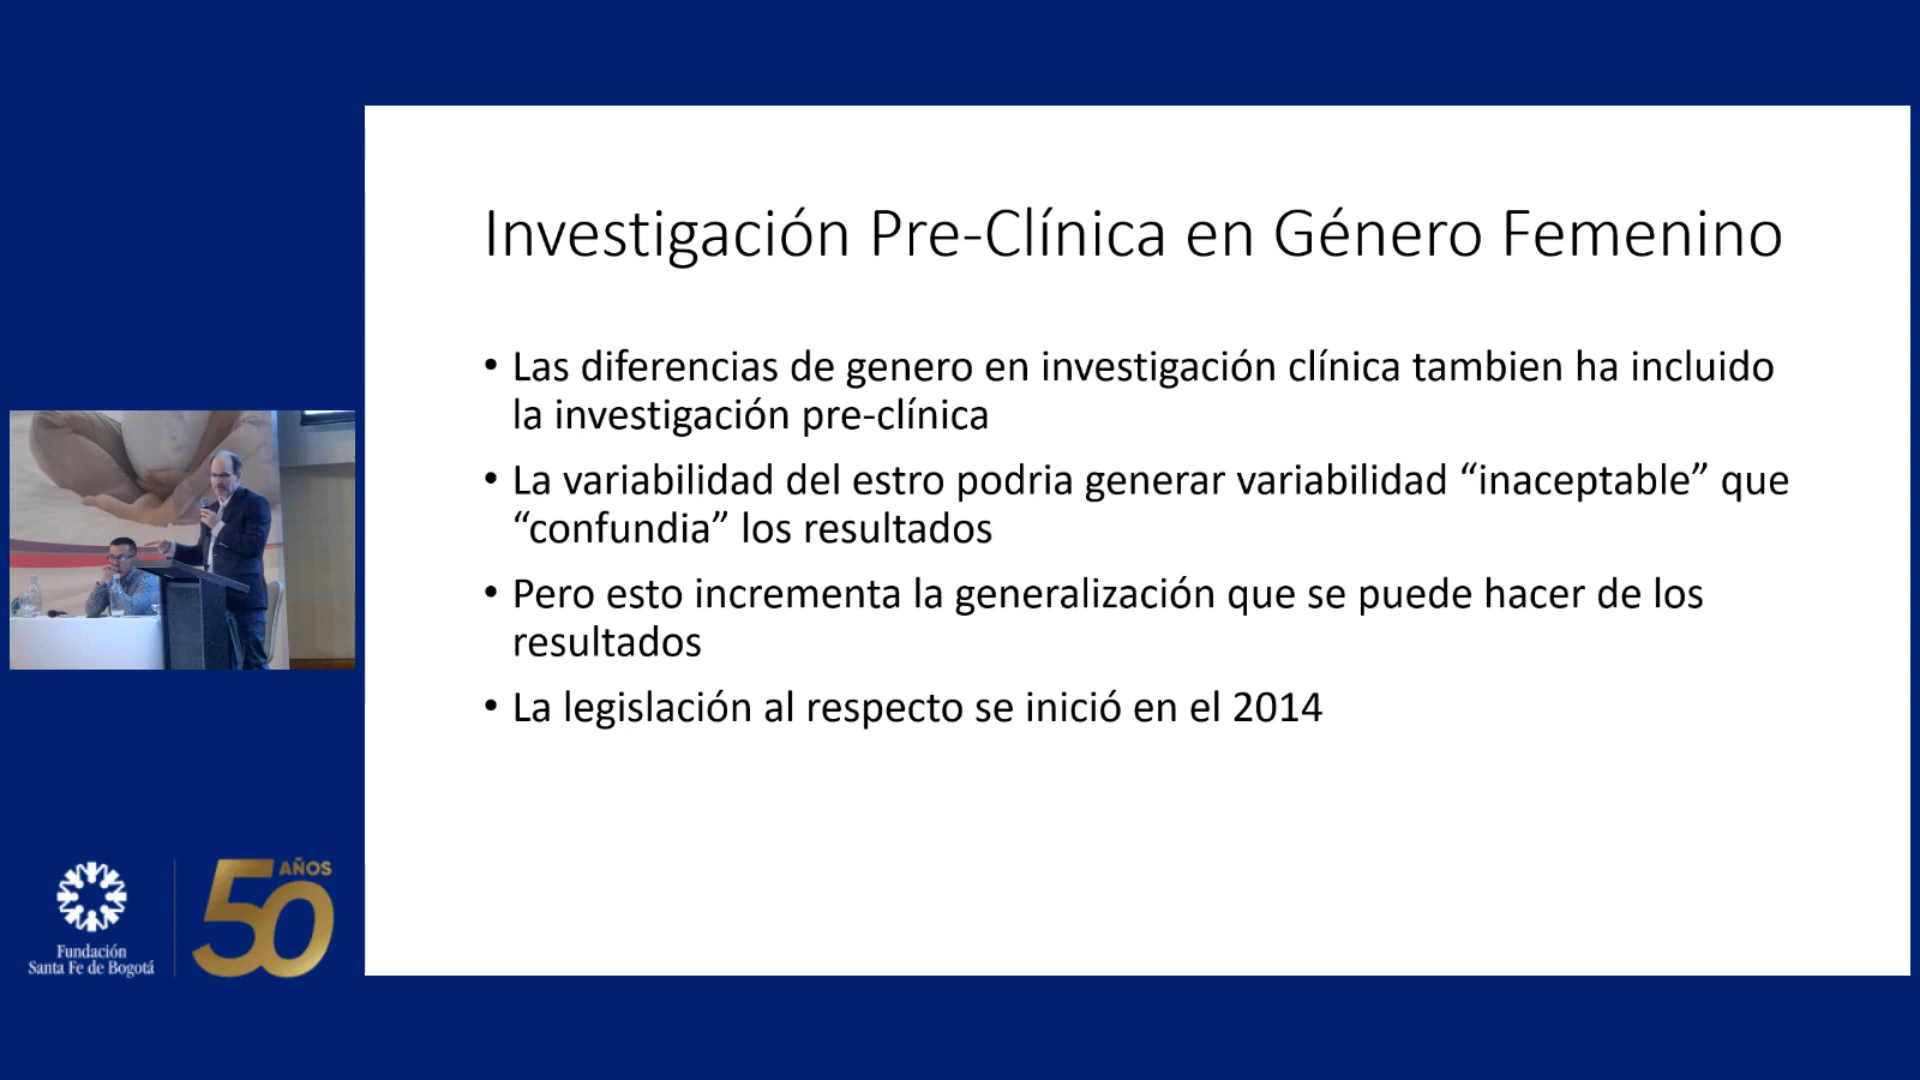 Investigación Pre-Clínica en Género Femenino
• Las diferencias de genero en investigación clínica tambien ha incluido
la investigación pre-clínica
• La variabilidad del estro podria generar variabilidad “inaceptable” que
“confundia” los resultados
• Pero esto incrementa la generalización que se puede hacer de los
resultados
• La legislación al respecto se inició en el 2014
Fundación
Santa Fe de Bogotá
50 AÑOS